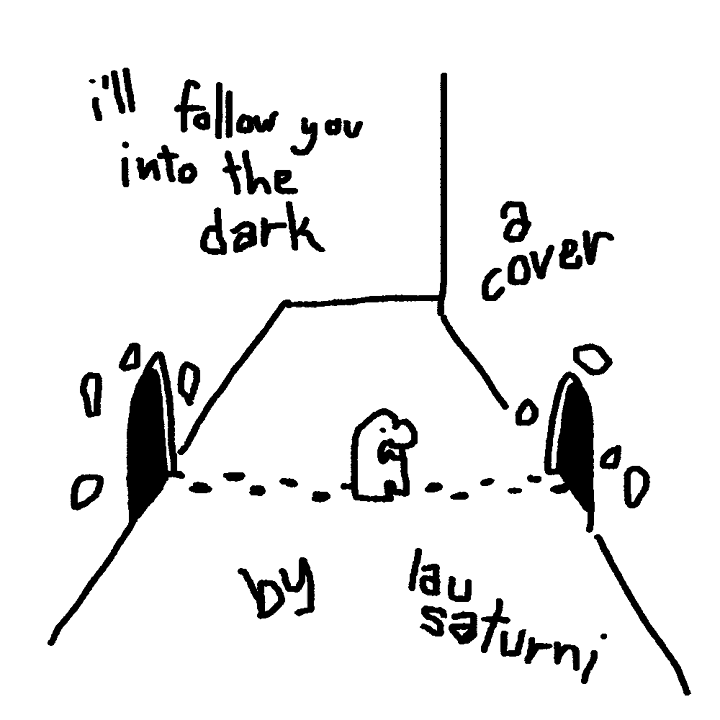 i'll follow you
into the
dark
a
cover
by
lau
saturni